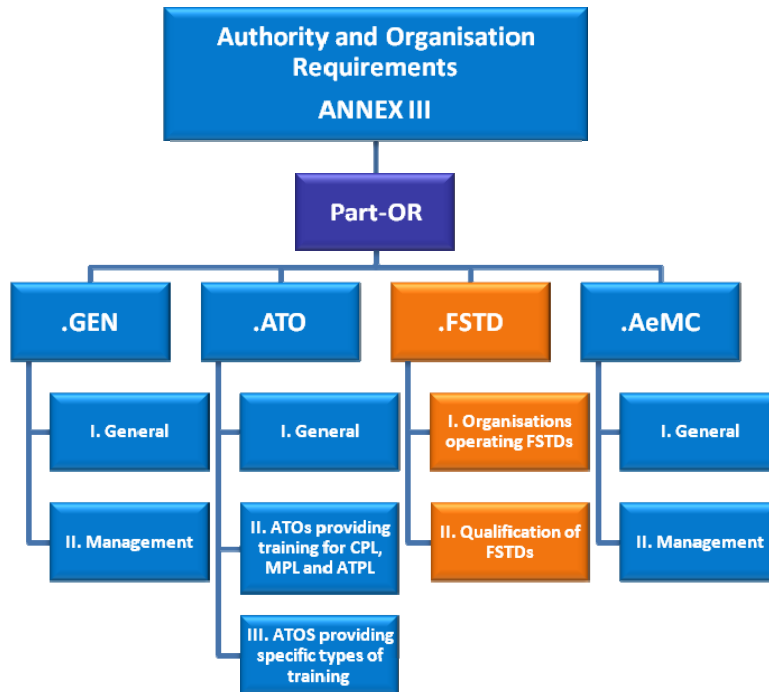 Authority and Organisation
Requirements
ANNEX III
Part-OR
.GEN
.ATO
.FSTD
.AeMC
I. General
I. General
I. Organisations
operating FSTDs
I. General
II. Management
II. ATOs providing
training for CPL,
MPL and ATPL
II. Qualification of
FSTDs
II. Management
III. ATOS providing
specific types of
training